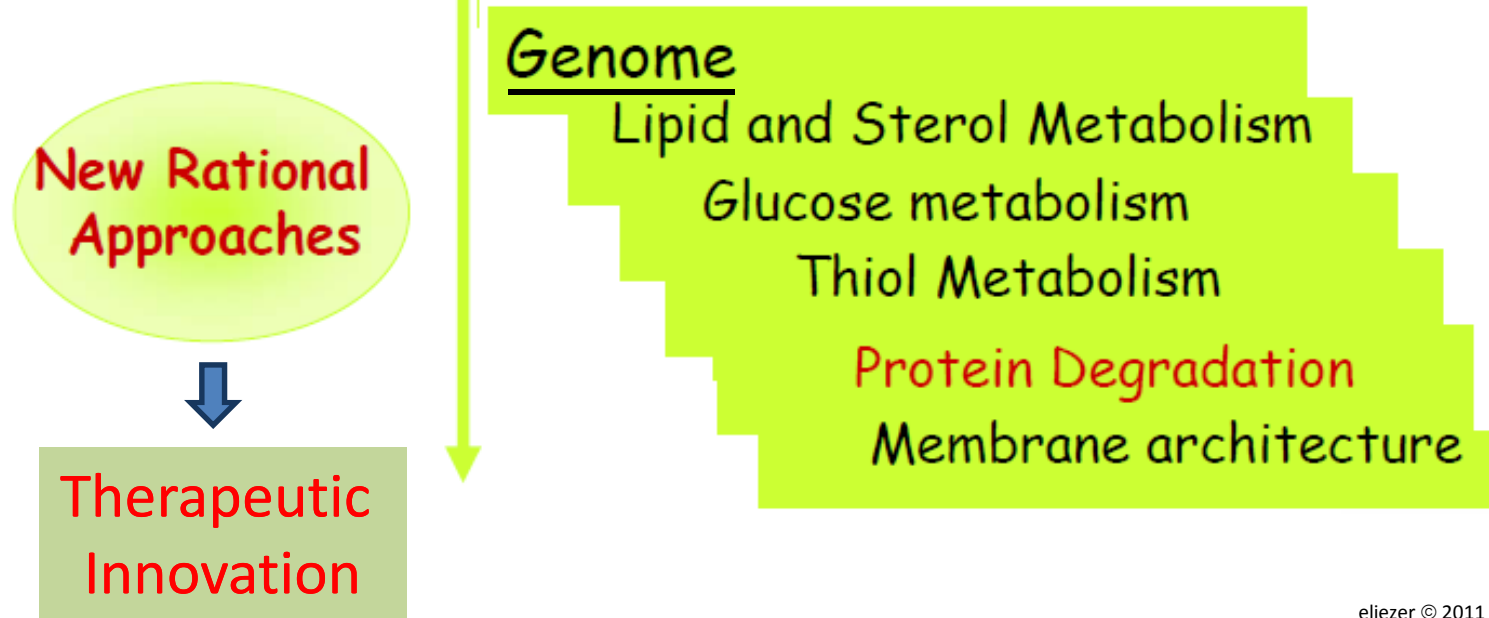 New Rational
Approaches
Therapeutic
Innovation
Genome
Lipid and Sterol Metabolism
Glucose metabolism
Thiol Metabolism
Protein Degradation
Membrane architecture
eliezer © 2011